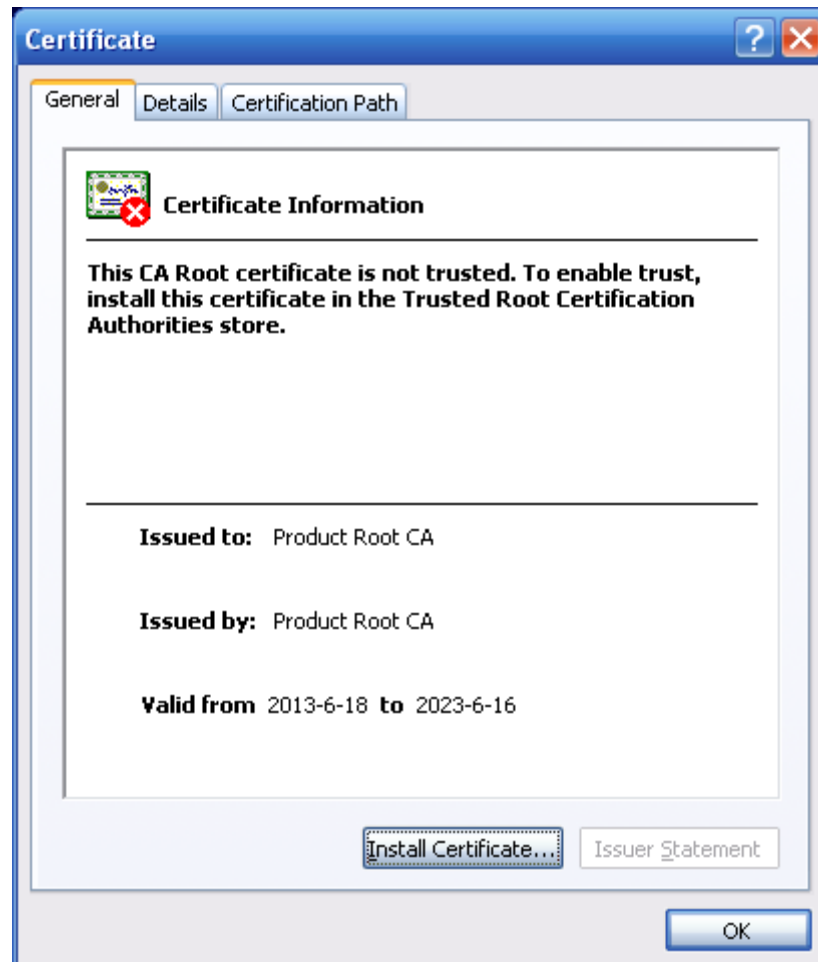 Certificate
General Details Certification Path
Certificate Information
This CA Root certificate is not trusted. To enable trust,
install this certificate in the Trusted Root Certification
Authorities store.
Issued to: Product Root CA
Issued by: Product Root CA
Valid from 2013-6-18 to 2023-6-16
Install Certificate... Issuer Statement
OK